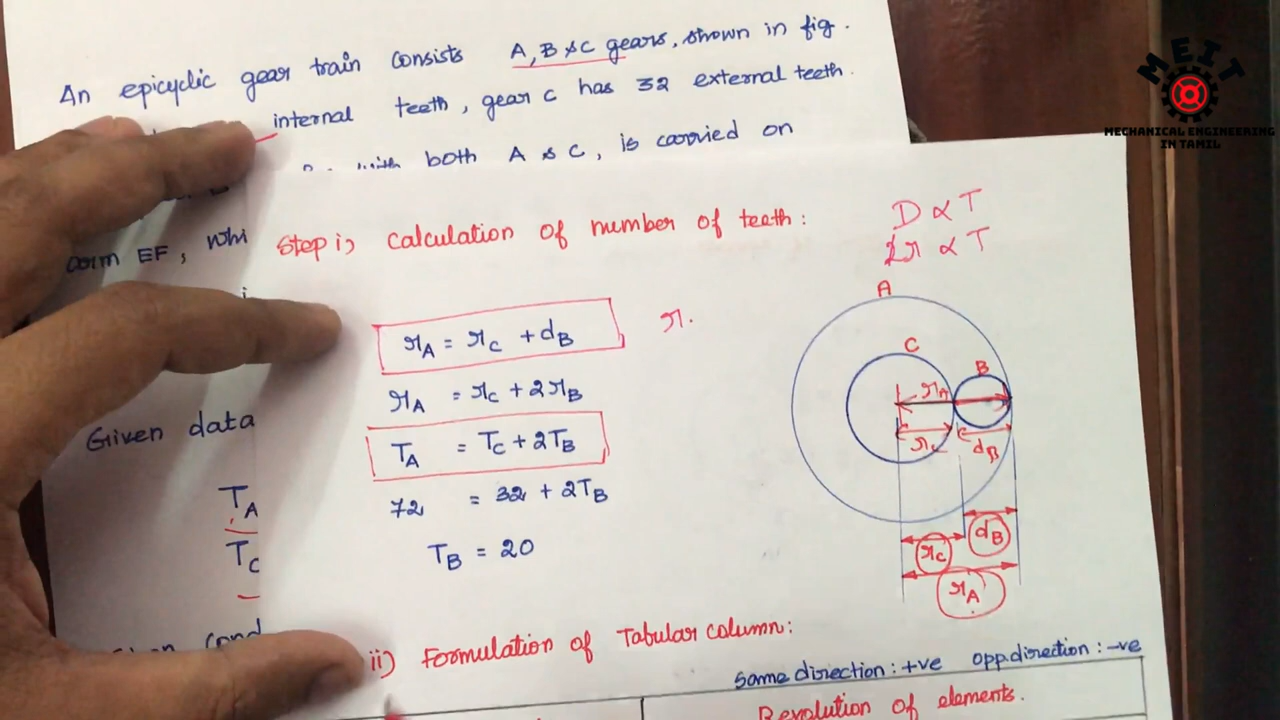 An epicyclic gear train consists A, B & C gears, shown in fig.
internal teeth, gear C has 32 external teeth.
with both A & C, is carried on
arm EF, whi
Step i) Calculation of number of teeth:
D ∝ T
2r ∝ T
rA = rC + dB
r.
rA = rC + 2rB
TA = TC + 2TB
72 = 32 + 2TB
TB = 20
Given data
TA
TC
A
C
B
rA
rC
dB
rC
dB
rA
ii) Formulation of Tabular column:
same direction: +ve opp.direction: -ve
Revolution of elements.
MEIT
MECHANICAL ENGINEERING
IN TAMIL